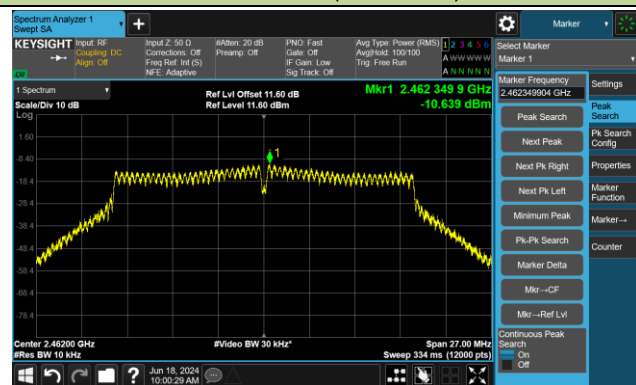 Spectrum Analyzer 1
Swept SA
+
Marker
KEYSIGHT
Input: RF
Coupling: DC
Align: Off
Input Z: 50 Ω
Corrections: Off
Freq Ref: Int (S)
NFE: Adaptive
#Atten: 20 dB
Preamp: Off
PNO: Fast
Gate: Off
IF Gain: Low
Sig Track: Off
Avg Type: Power (RMS)
Avg|Hold: 100/100
Trig: Free Run
1 2 3 4 5 6
A W W W W W
A N N N N N
LXI
Select Marker
Marker 1
1 Spectrum
Scale/Div 10 dB
Log
Ref Lvl Offset 11.60 dB
Ref Level 11.60 dBm
Mkr1 2.462 349 9 GHz
-10.639 dBm
1
1.60
-8.40
-18.4
-28.4
-38.4
-48.4
-58.4
-68.4
-78.4
Center 2.46200 GHz
#Res BW 10 kHz
#Video BW 30 kHz*
Span 27.00 MHz
Sweep 334 ms (12000 pts)
Marker Frequency
2.462349904 GHz
Peak Search
Next Peak
Next Pk Right
Next Pk Left
Minimum Peak
Pk-Pk Search
Marker Delta
Mkr→CF
Mkr→Ref Lvl
Continuous Peak
Search
On
Off
Settings
Peak
Search
Pk Search
Config
Properties
Marker
Function
Marker→
Counter
?
Jun 18, 2024
10:00:29 AM